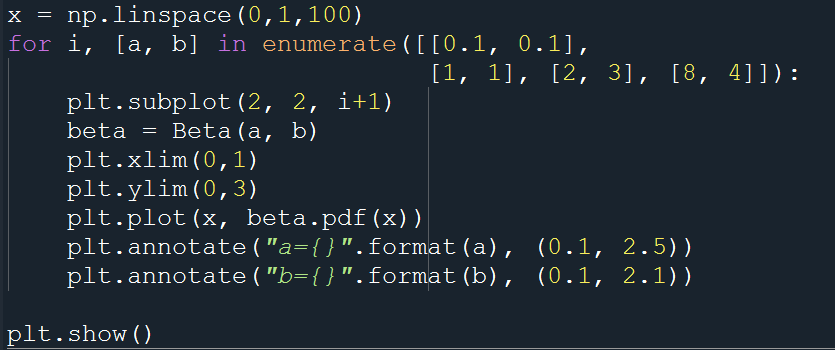 x = np.linspace(0,1,100)
for i, [a, b] in enumerate([[0.1, 0.1],
                            [1, 1], [2, 3], [8, 4]]):
    plt.subplot(2, 2, i+1)
    beta = Beta(a, b)
    plt.xlim(0,1)
    plt.ylim(0,3)
    plt.plot(x, beta.pdf(x))
    plt.annotate("a={}".format(a), (0.1, 2.5))
    plt.annotate("b={}".format(b), (0.1, 2.1))
plt.show()